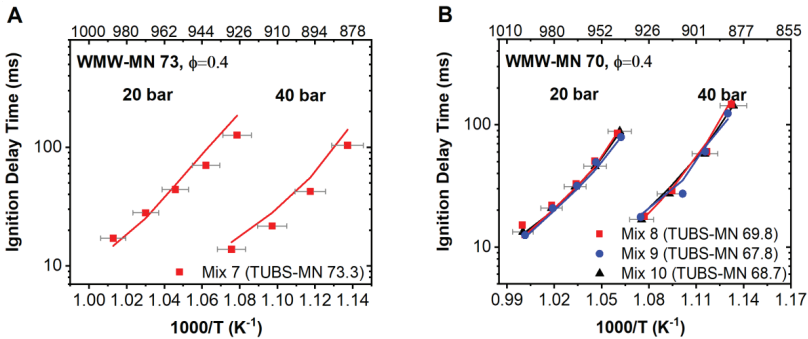 A
1000 980 962 944 926 910 894 878
WMW-MN 73, ϕ=0.4
20 bar
40 bar
Ignition Delay Time (ms)
100
10
Mix 7 (TUBS-MN 73.3)
1.00 1.02 1.04 1.06 1.08 1.10 1.12 1.14
1000/T (K⁻¹)
B
1010 980 952 926 901 877 855
WMW-MN 70, ϕ=0.4
20 bar
40 bar
Ignition Delay Time (ms)
100
10
Mix 8 (TUBS-MN 69.8)
Mix 9 (TUBS-MN 67.8)
Mix 10 (TUBS-MN 68.7)
0.99 1.02 1.05 1.08 1.11 1.14 1.17
1000/T (K⁻¹)